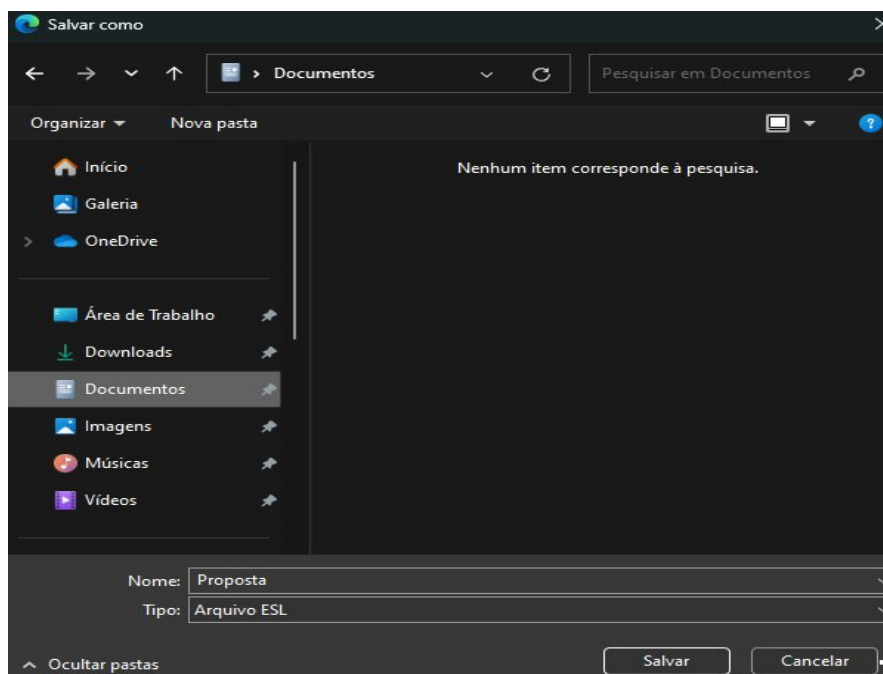 Salvar como
Documentos
Pesquisar em Documentos
Organizar
Nova pasta
?
Início
Nenhum item corresponde à pesquisa.
Galeria
OneDrive
Área de Trabalho
Downloads
Documentos
Imagens
Músicas
Vídeos
Nome: Proposta
Tipo: Arquivo ESL
Ocultar pastas
Salvar
Cancelar